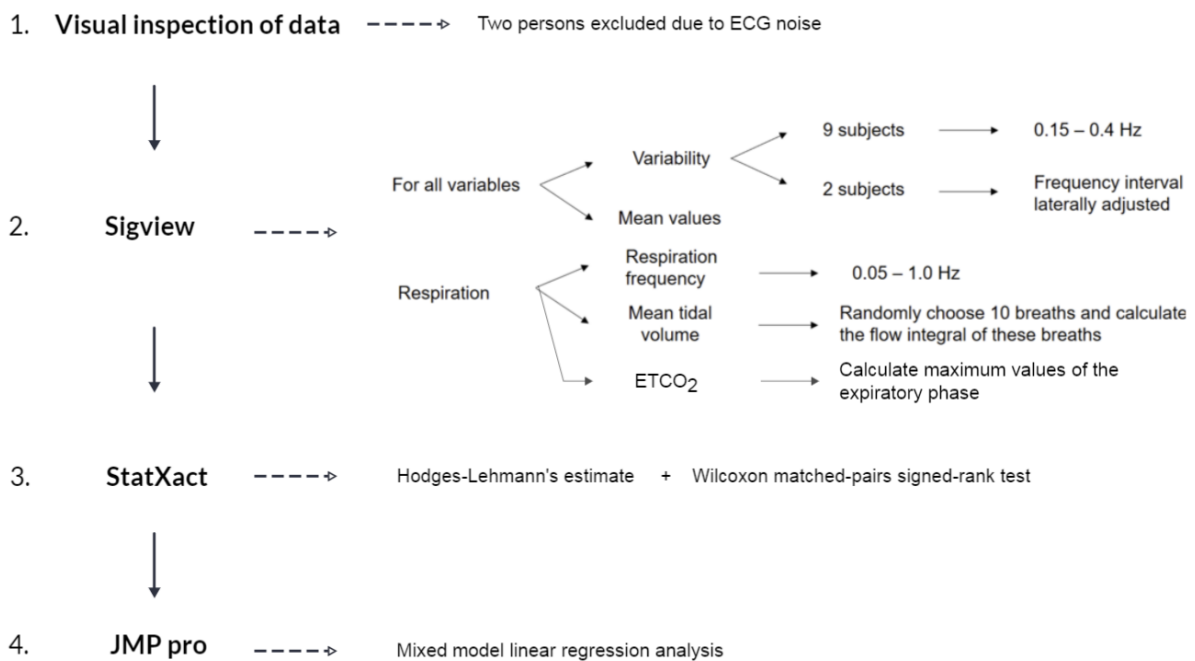 1. Visual inspection of data
Two persons excluded due to ECG noise
9 subjects
0.15 – 0.4 Hz
Variability
For all variables
2 subjects
Frequency interval
laterally adjusted
Mean values
2. Sigview
Respiration
frequency
0.05 – 1.0 Hz
Respiration
Mean tidal
volume
Randomly choose 10 breaths and calculate
the flow integral of these breaths
ETCO2
Calculate maximum values of the
expiratory phase
3. StatXact
Hodges-Lehmann's estimate + Wilcoxon matched-pairs signed-rank test
4. JMP pro
Mixed model linear regression analysis